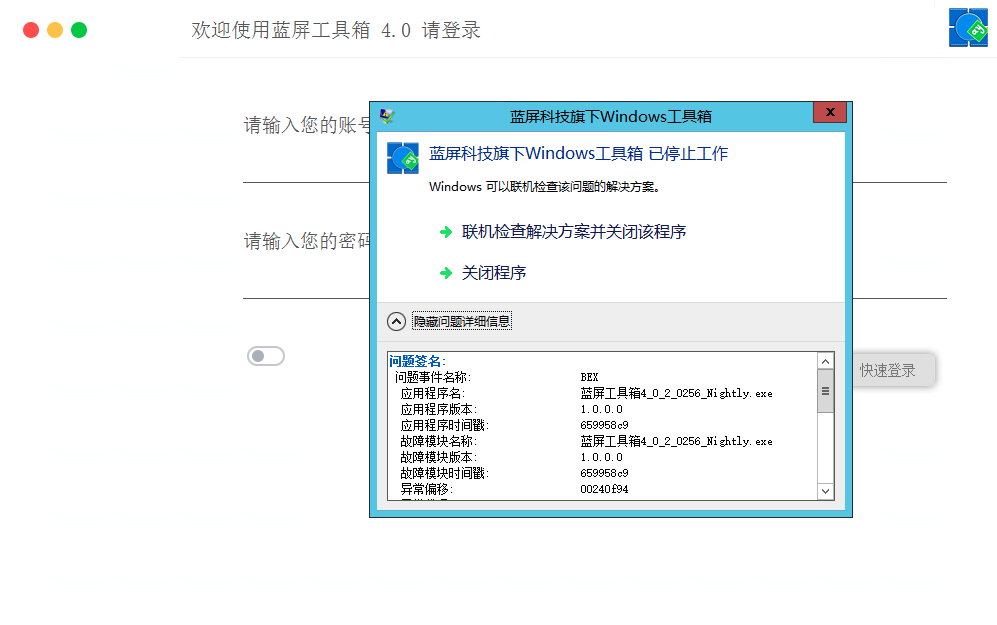 欢迎使用蓝屏工具箱 4.0 请登录
请输入您的账号
蓝屏科技旗下Windows工具箱
x
蓝屏科技旗下Windows工具箱 已停止工作
Windows 可以联机检查该问题的解决方案。
联机检查解决方案并关闭该程序
请输入您的密码
关闭程序
隐藏问题详细信息
问题签名:
问题事件名称: BEX
应用程序名: 蓝屏工具箱4_0_2_0256_Nightly.exe
应用程序版本: 1.0.0.0
应用程序时间戳: 659958c9
故障模块名称: 蓝屏工具箱4_0_2_0256_Nightly.exe
故障模块版本: 1.0.0.0
故障模块时间戳: 659958c9
异常偏移: 00240f94
快速登录